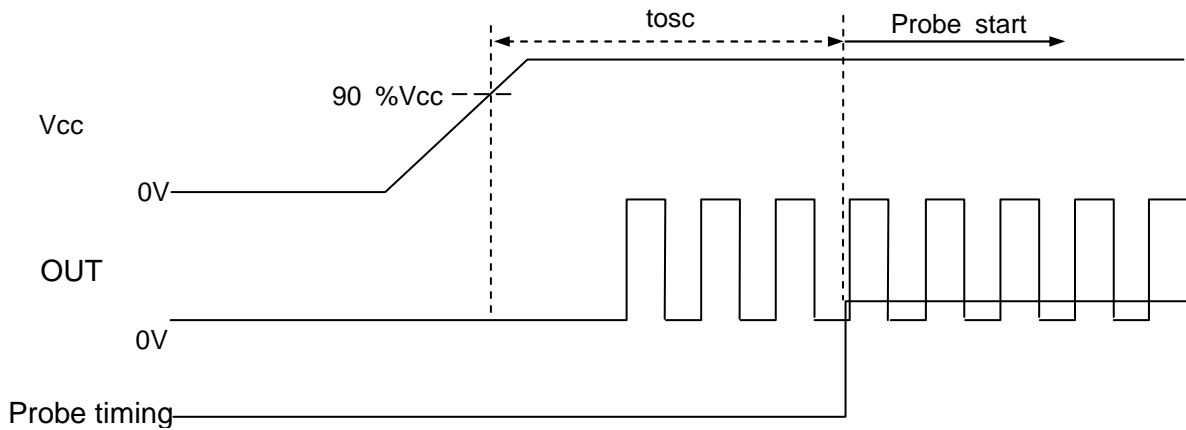 tosc
Probe start
90 %Vcc
Vcc
0V
OUT
0V
Probe timing